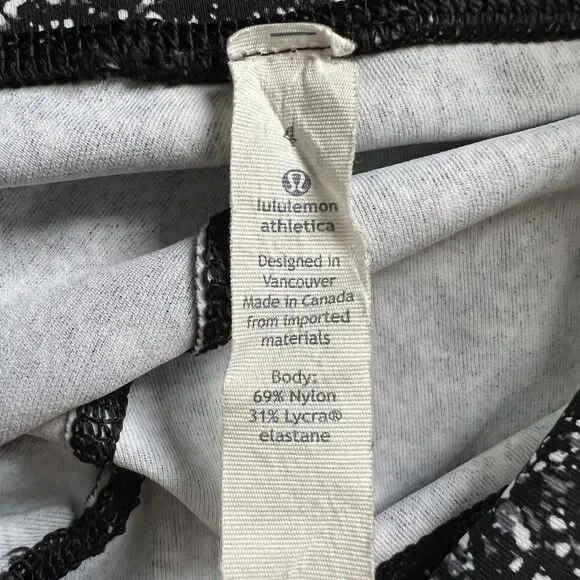 4
lululemon
athletica
Designed in
Vancouver
Made in Canada
from imported
materials
Body:
69% Nylon
31% Lycra®
elastane